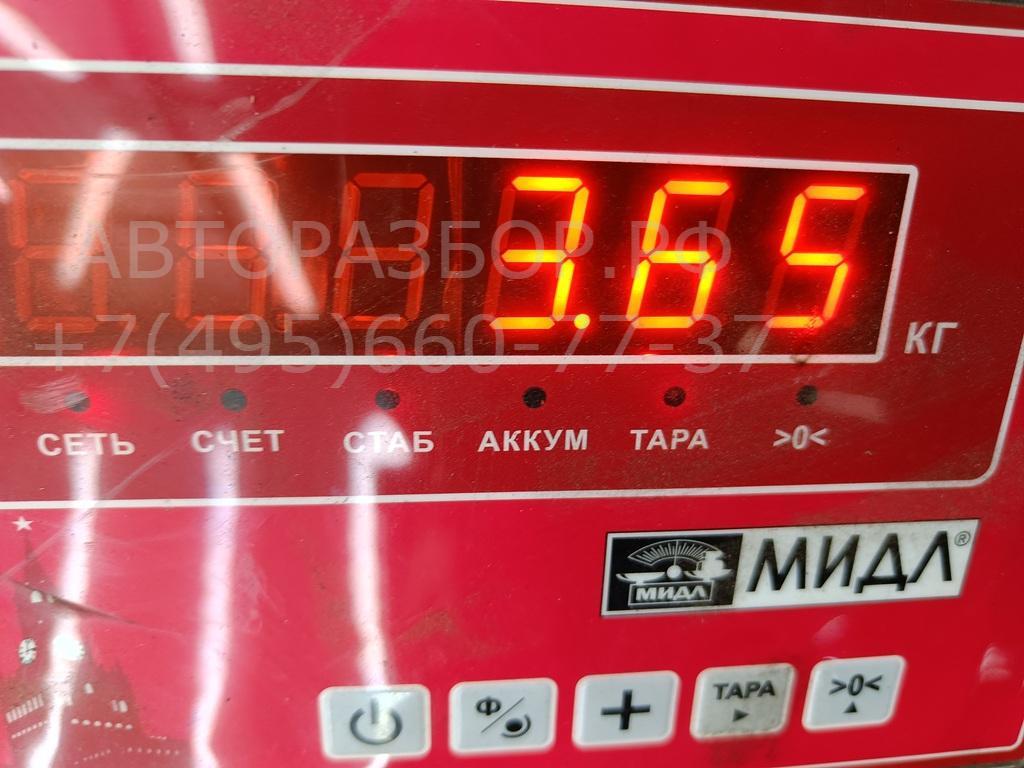 3.65
АВТОРАЗБОР.РФ
+7(495)660-77-37
КГ
СЕТЬ СЧЕТ СТАБ АККУМ ТАРА >0<
МИДЛ МИДЛ®
Ф + ТАРА >0<